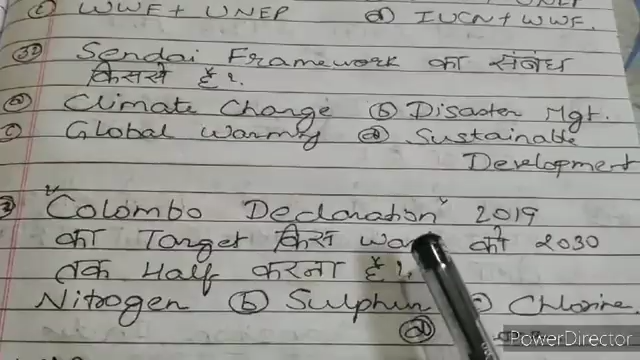 (c) WWF + UNEP (d) IUCN + WWF.
Sendai Framework का संबंध
किससे है?
(a) Climate Change (b) Disaster Mgt.
(c) Global Warming (d) Sustainable
Development
"Colombo Declaration" 2019
का Target किस को 2030
तक Half करना है?
Nitrogen (b) Sulphur (c) Chlorine
(d)
PowerDirector